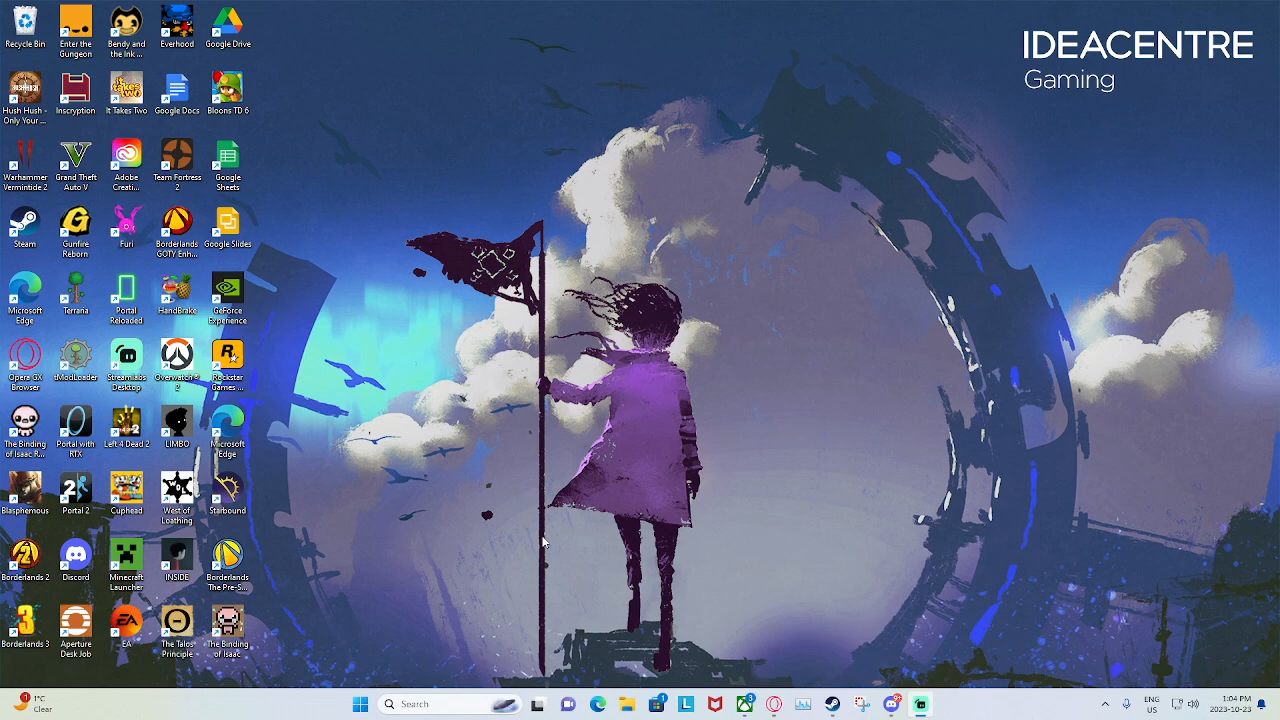 IDEACENTRE
Gaming
Recycle Bin
Enter the
Gungeon
Bendy and
the Ink ...
Everhood
Google Drive
Hush Hush -
Only Your ...
Inscryption
It Takes Two
Google Docs
Bloons TD 6
Warhammer
Vermintide 2
Grand Theft
Auto V
Adobe
Creati...
Team Fortress
2
Google
Sheets
Steam
Gunfire
Reborn
Furi
Borderlands
GOTY Enh...
Google Slides
Microsoft
Edge
Terraria
Portal
Reloaded
HandBrake
GeForce
Experience
Opera GX
Browser
tModLoader
Streamlabs
Desktop
Overwatch
2
Rockstar
Games ...
The Binding
of Isaac R...
Portal with
RTX
Left 4 Dead 2
LIMBO
Microsoft
Edge
Blasphemous
Portal 2
Cuphead
West of
Loathing
Starbound
Borderlands
2
Discord
Minecraft
Launcher
INSIDE
Borderlands
The Pre-S...
Borderlands 3
Aperture
Desk Job
EA
The Talos
Principle
The Binding
of Isaac
1°C
Clear
Search
ENG
US
1:04 PM
2023-10-23